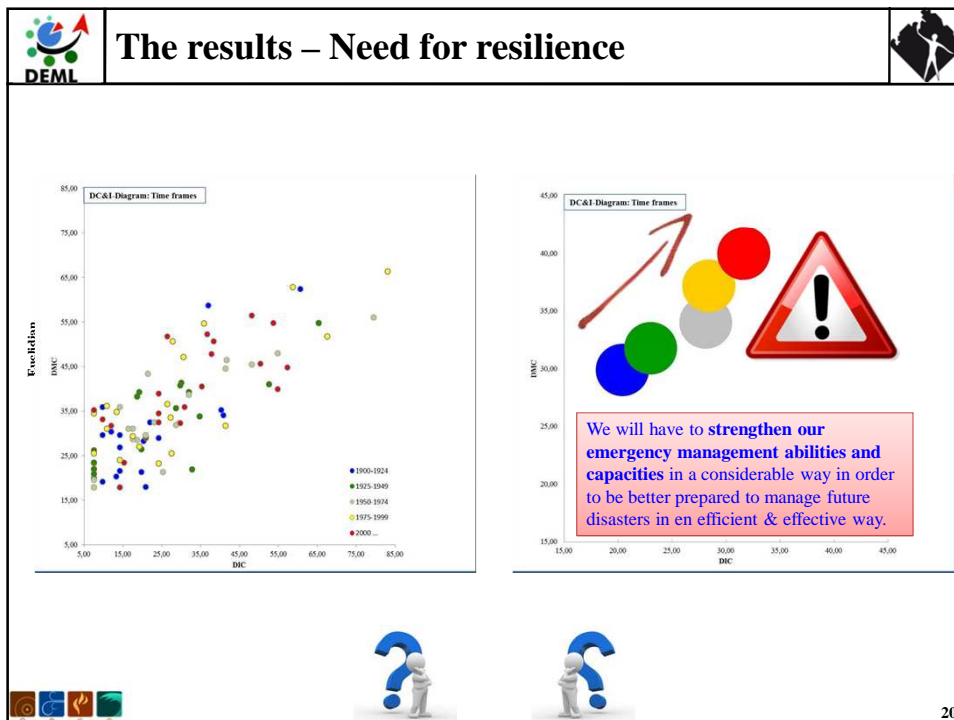 The results – Need for resilience
DEML
DC&I-Diagram: Time frames
85,00
75,00
65,00
55,00
45,00
35,00
25,00
15,00
5,00
Euclidian
DMC
1900-1924
1925-1949
1950-1974
1975-1999
2000 ...
5,00 15,00 25,00 35,00 45,00 55,00 65,00 75,00 85,00
DIC
DC&I-Diagram: Time frames
45,00
40,00
35,00
30,00
25,00
20,00
15,00
DMC
We will have to strengthen our
emergency management abilities and
capacities in a considerable way in order
to be better prepared to manage future
disasters in en efficient & effective way.
15,00 20,00 25,00 30,00 35,00 40,00 45,00
DIC
20